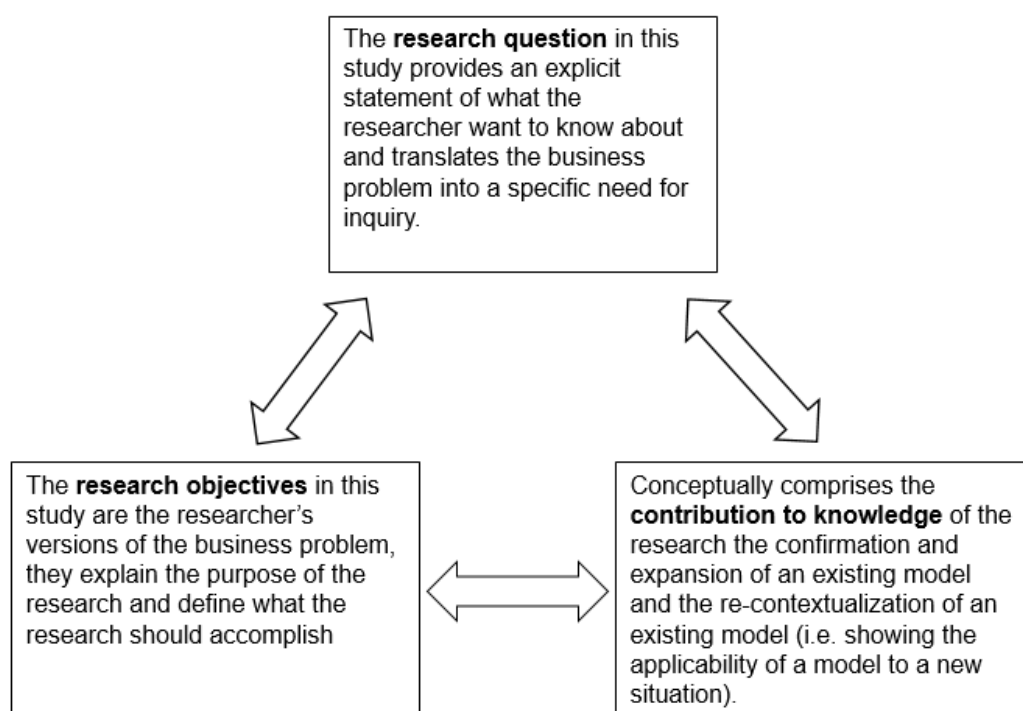 The research question in this
study provides an explicit
statement of what the
researcher want to know about
and translates the business
problem into a specific need for
inquiry.
The research objectives in this
study are the researcher’s
versions of the business problem,
they explain the purpose of the
research and define what the
research should accomplish
Conceptually comprises the
contribution to knowledge of the
research the confirmation and
expansion of an existing model
and the re-contextualization of an
existing model (i.e. showing the
applicability of a model to a new
situation).